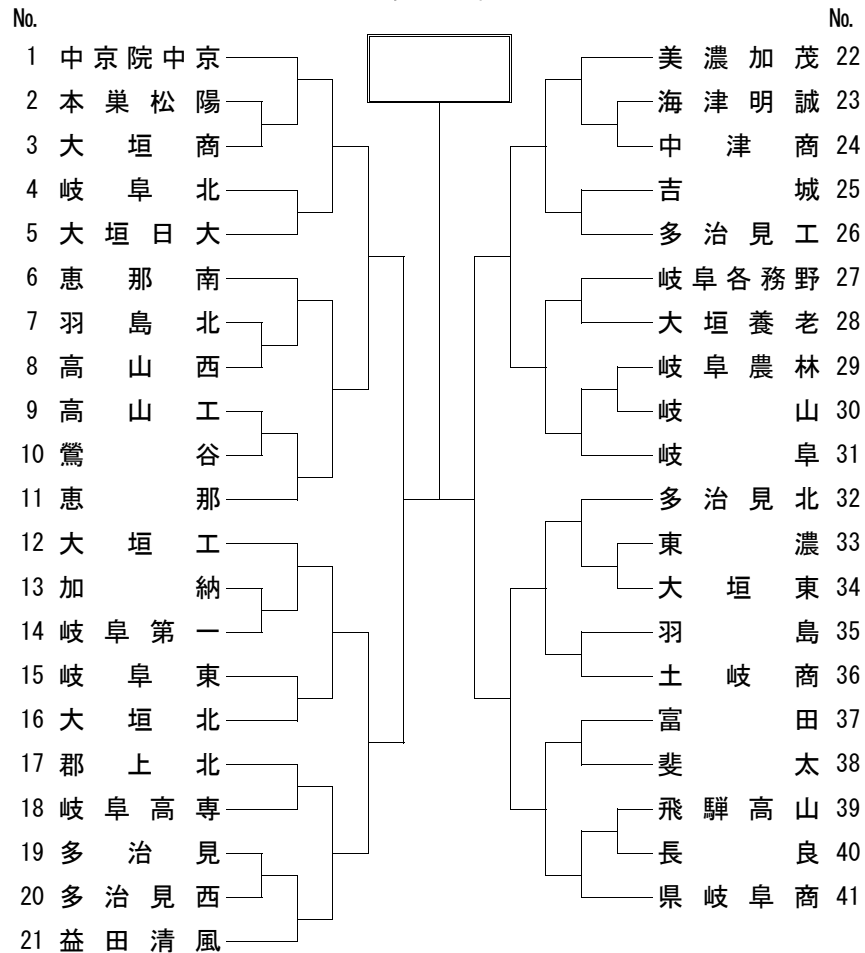 No.
1 中京院中京
2 本巣松陽
3 大垣商
4 岐阜北
5 大垣日大
6 恵那南
7 羽島北
8 高山西
9 高山工
10 鶯谷
11 恵那
12 大垣工
13 加納
14 岐阜第一
15 岐阜東
16 大垣北
17 郡上北
18 岐阜高専
19 多治見
20 多治見西
21 益田清風
No.
美濃加茂 22
海津明誠 23
中津商 24
吉城 25
多治見工 26
岐阜各務野 27
大垣養老 28
岐阜農林 29
岐山 30
岐阜 31
多治見北 32
東濃 33
大垣東 34
羽島 35
土岐商 36
富田 37
斐太 38
飛騨高山 39
長良 40
県岐阜商 41